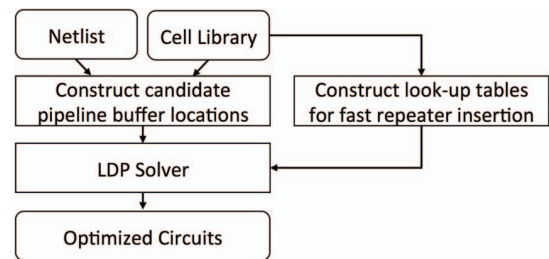 Netlist
Cell Library
Construct candidate
pipeline buffer locations
Construct look-up tables
for fast repeater insertion
LDP Solver
Optimized Circuits